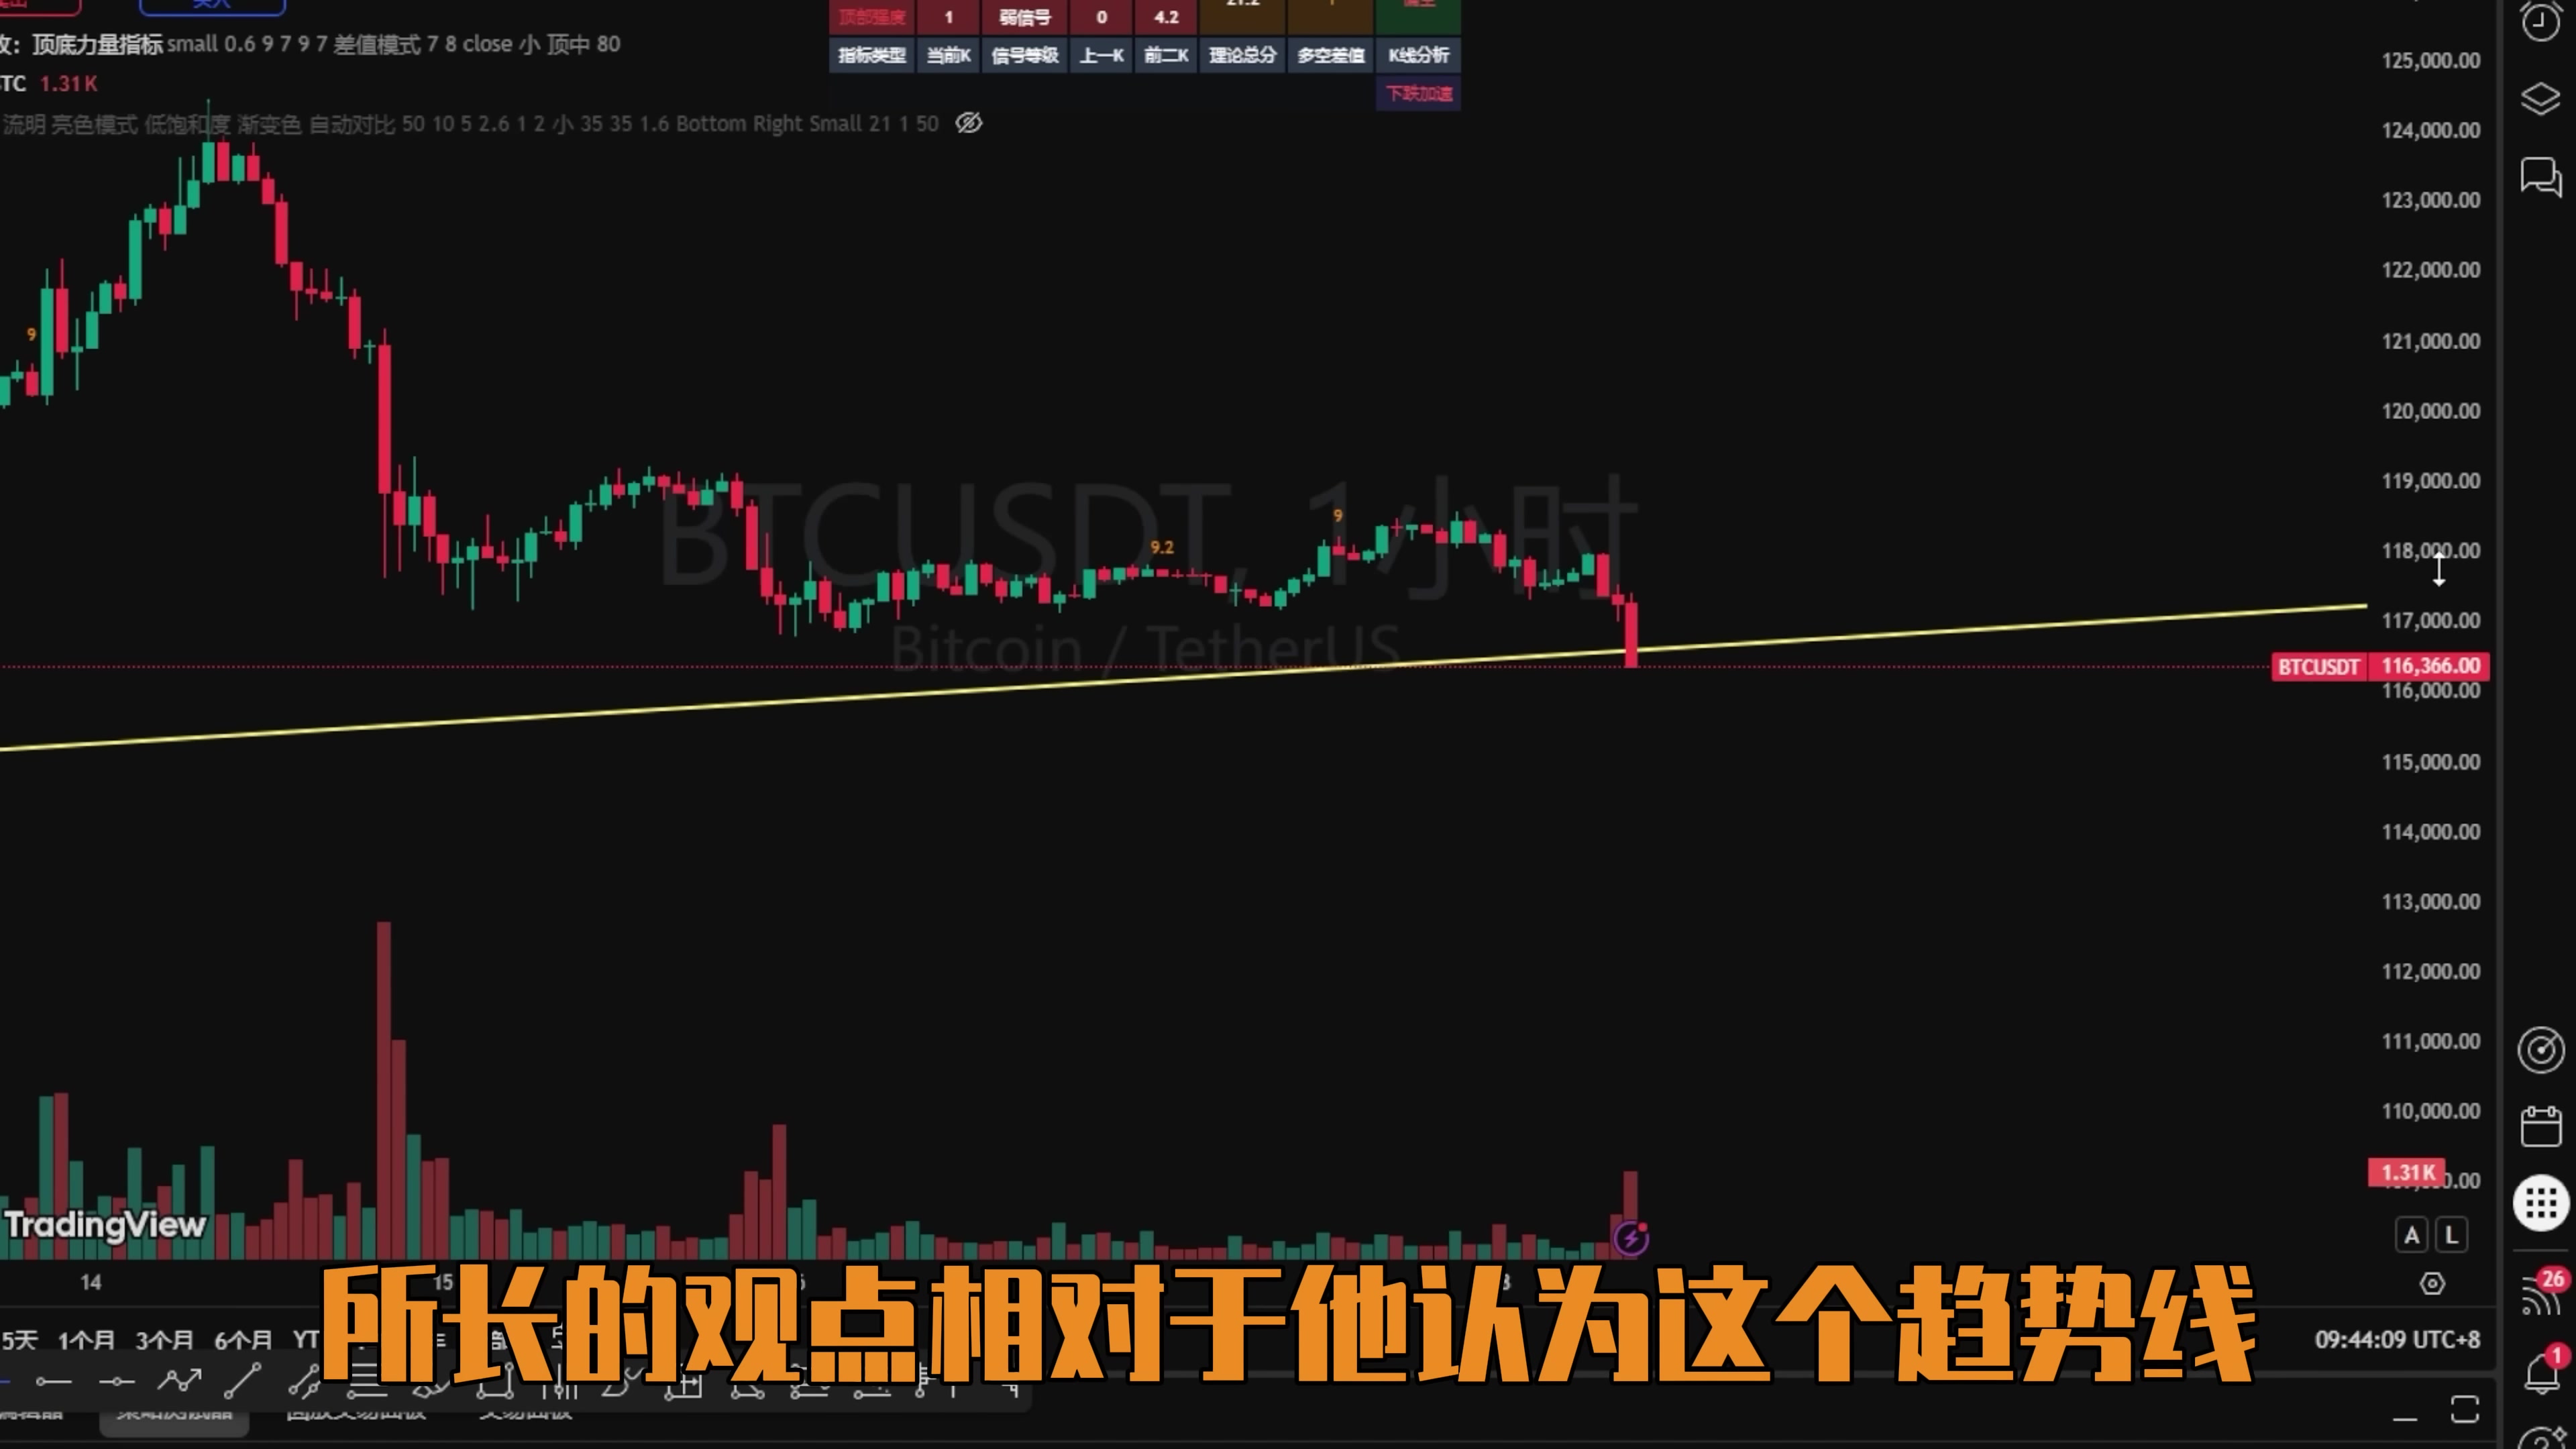 买入
顶部强度 1 弱信号 0 4.2
顶底力量指标 small 0.6 9 7 9 7 差值模式 7 8 close 小 顶中 80
指标类型 当前K 信号等级 上一K 前二K 理论总分 多空差值 K线分析
125,000.00
TC 1.31 K
下跌加速
流明 亮色模式 低饱和度 渐变色 自动对比 50 10 5 2.6 1 2 小 35 35 1.6 Bottom Right Small 21 1 50
124,000.00
123,000.00
122,000.00
9
121,000.00
120,000.00
119,000.00
BTCUSDT, 1小时
9
9.2
118,000.00
117,000.00
Bitcoin / TetherUS
BTCUSDT 116,366.00
116,000.00
115,000.00
114,000.00
113,000.00
112,000.00
111,000.00
110,000.00
1.31 K
TradingView
A L
14 15
26
所长的观点相对于他认为这个趋势线
5天 1个月 3个月 6个月
09:44:09 UTC+8
1